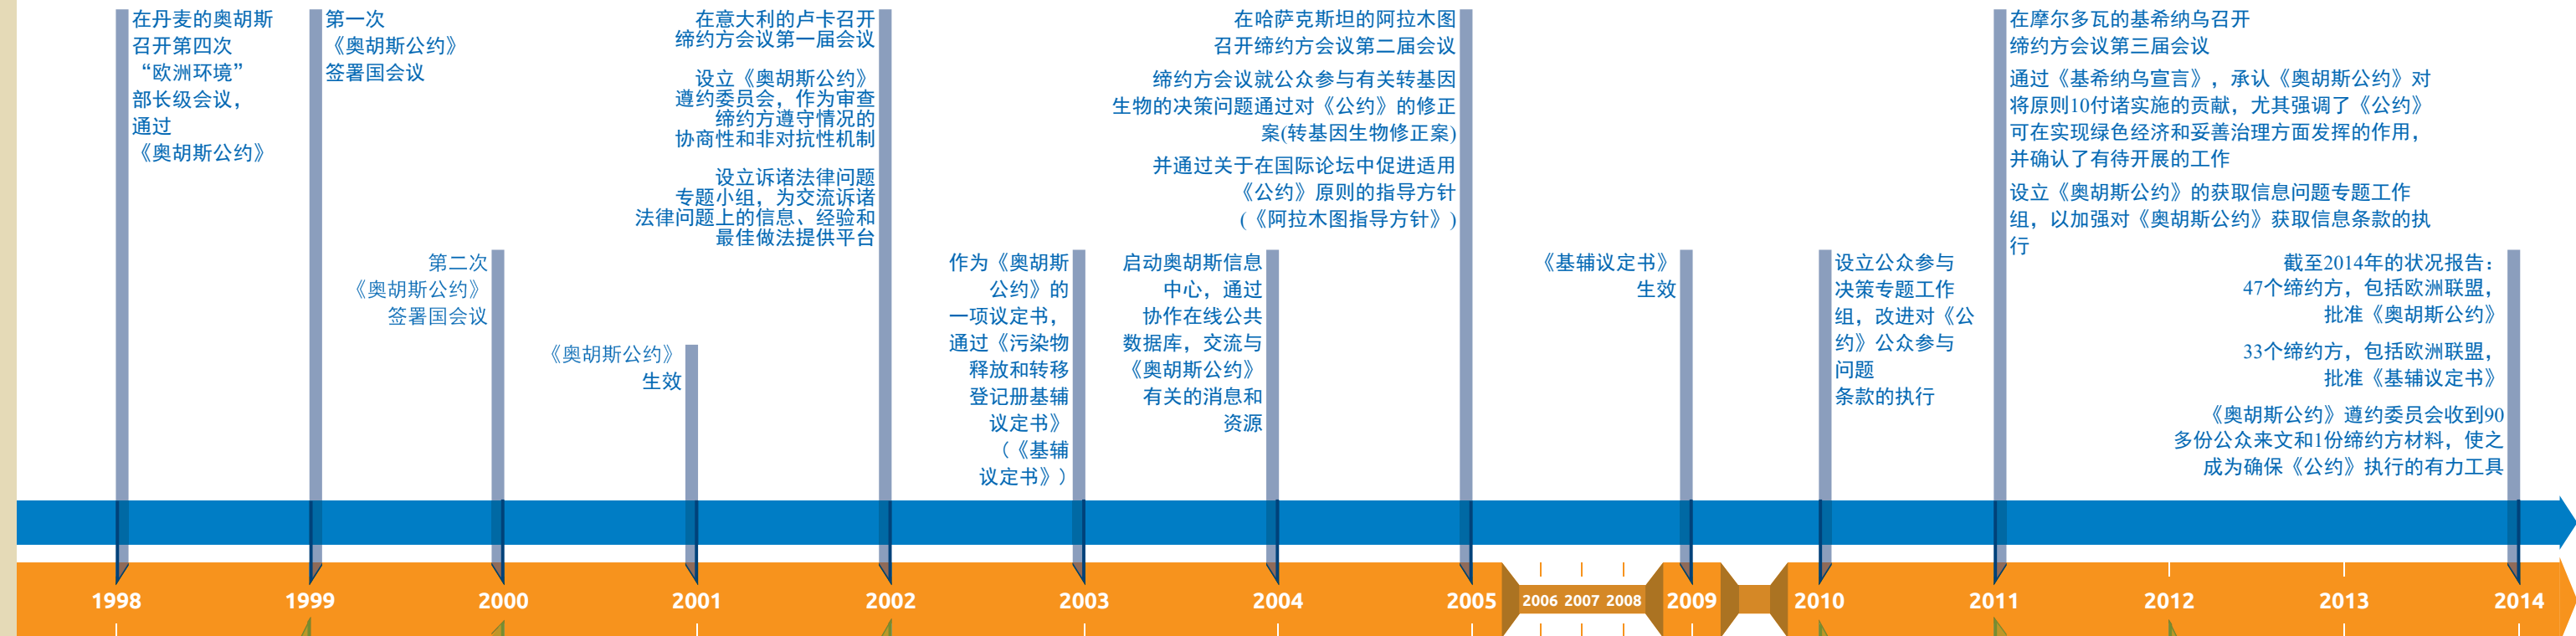 在丹麦的奥胡斯
召开第四次
“欧洲环境”
部长级会议，
通过
《奥胡斯公约》
第一次
《奥胡斯公约》
签署国会议
第二次
《奥胡斯公约》
签署国会议
《奥胡斯公约》
生效
在意大利的卢卡召开
缔约方会议第一届会议
设立《奥胡斯公约》
遵约委员会，作为审查
缔约方遵守情况的
协商性和非对抗性机制
设立诉诸法律问题
专题小组，为交流诉诸
法律问题上的信息、经验和
最佳做法提供平台
作为《奥胡斯
公约》的
一项议定书，
通过《污染物
释放和转移
登记册基辅
议定书》
（《基辅
议定书》）
启动奥胡斯信息
中心，通过
协作在线公共
数据库，交流与
《奥胡斯公约》
有关的消息和
资源
在哈萨克斯坦的阿拉木图
召开缔约方会议第二届会议
缔约方会议就公众参与有关转基因
生物的决策问题通过对《公约》的修正
案(转基因生物修正案)
并通过关于在国际论坛中促进适用
《公约》原则的指导方针
(《阿拉木图指导方针》)
《基辅议定书》
生效
设立公众参与
决策专题工作
组，改进对《公
约》公众参与
问题
条款的执行
在摩尔多瓦的基希纳乌召开
缔约方会议第三届会议
通过《基希纳乌宣言》，承认《奥胡斯公约》对
将原则10付诸实施的贡献，尤其强调了《公约》
可在实现绿色经济和妥善治理方面发挥的作用，
并确认了有待开展的工作
设立《奥胡斯公约》的获取信息问题专题工作
组，以加强对《奥胡斯公约》获取信息条款的执
行
截至2014年的状况报告：
47个缔约方，包括欧洲联盟，
批准《奥胡斯公约》
33个缔约方，包括欧洲联盟，
批准《基辅议定书》
《奥胡斯公约》遵约委员会收到90
多份公众来文和1份缔约方材料，使之
成为确保《公约》执行的有力工具
1998 1999 2000 2001 2002 2003 2004 2005 2006 2007 2008 2009 2010 2011 2012 2013 2014